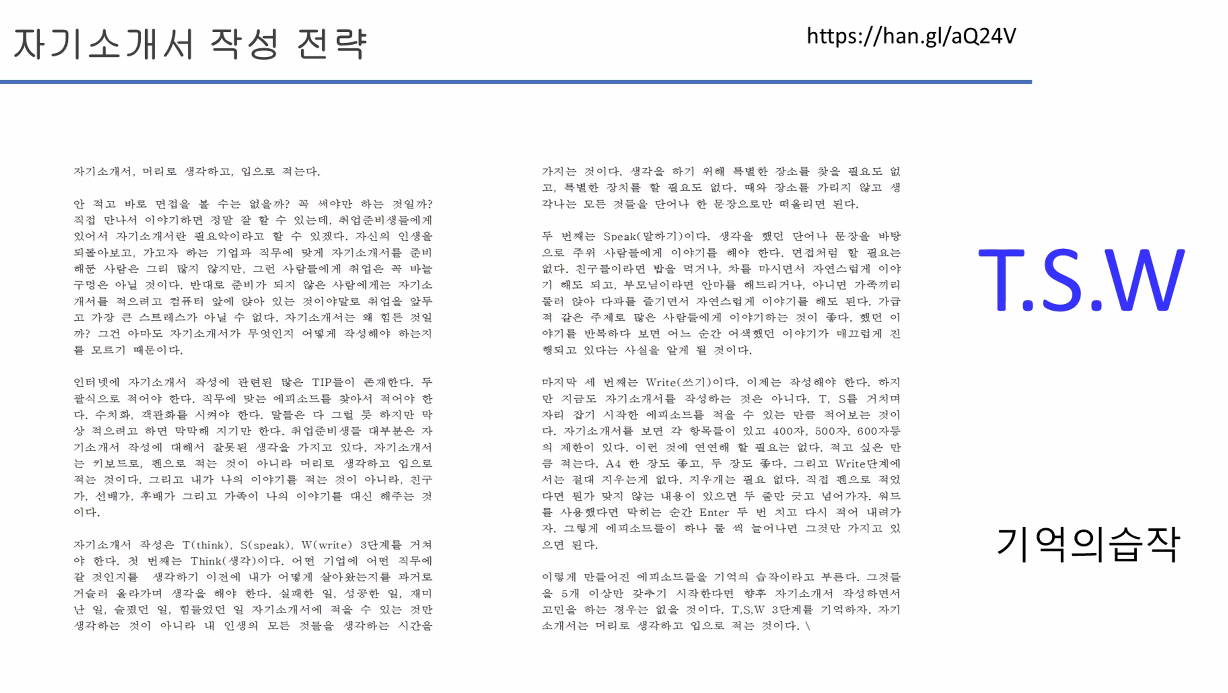 자기소개서 작성 전략
https://han.gl/aQ24V
자기소개서, 머리로 생각하고, 입으로 적는다.
안 적고 바로 면접을 볼 수는 없을까? 꼭 써야만 하는 것일까?
직접 만나서 이야기하면 정말 잘 할 수 있는데, 취업준비생들에게
있어서 자기소개서란 필요악이라고 할 수 있겠다. 자신의 인생을
되돌아보고, 가고자 하는 기업과 직무에 맞게 자기소개서를 준비
해둔 사람은 그리 많지 않지만, 그런 사람들에게 취업은 꼭 바늘
구멍은 아닐 것이다. 반대로 준비가 되지 않은 사람에게는 자기소
개서를 적으려고 컴퓨터 앞에 앉아 있는 것이야말로 취업을 앞두
고 가장 큰 스트레스가 아닐 수 없다. 자기소개서는 왜 힘든 것일
까? 그건 아마도 자기소개서가 무엇인지 어떻게 작성해야 하는지
를 모르기 때문이다.
인터넷에 자기소개서 작성에 관련된 많은 TIP들이 존재한다. 두
괄식으로 적어야 한다. 직무에 맞는 에피소드를 찾아서 적어야 한
다. 수치화, 객관화를 시켜야 한다. 말들은 다 그럴 듯 하지만 막
상 적으려고 하면 막막해 지기만 한다. 취업준비생들 대부분은 자
기소개서 작성에 대해서 잘못된 생각을 가지고 있다. 자기소개서
는 키보드로, 펜으로 적는 것이 아니라 머리로 생각하고 입으로
적는 것이다. 그리고 내가 나의 이야기를 적는 것이 아니라, 친구
가, 선배가, 후배가 그리고 가족이 나의 이야기를 대신 해주는 것
이다.
자기소개서 작성은 T(think), S(speak), W(write) 3단계를 거쳐
야 한다. 첫 번째는 Think(생각)이다. 어떤 기업에 어떤 직무에
갈 것인지를 생각하기 이전에 내가 어떻게 살아왔는지를 과거로
거슬러 올라가며 생각을 해야 한다. 실패한 일, 성공한 일, 재미
난 일, 슬펐던 일, 힘들었던 일 자기소개서에 적을 수 있는 것만
생각하는 것이 아니라 내 인생의 모든 것들을 생각하는 시간을
가지는 것이다. 생각을 하기 위해 특별한 장소를 찾을 필요도 없
고, 특별한 장치를 할 필요도 없다. 때와 장소를 가리지 않고 생
각나는 모든 것들을 단어나 한 문장으로만 떠올리면 된다.
두 번째는 Speak(말하기)이다. 생각을 했던 단어나 문장을 바탕
으로 주위 사람들에게 이야기를 해야 한다. 면접처럼 할 필요는
없다. 친구들이라면 밥을 먹거나, 차를 마시면서 자연스럽게 이야
기 해도 되고, 부모님이라면 안마를 해드리거나, 아니면 가족끼리
둘러 앉아 다과를 즐기면서 자연스럽게 이야기를 해도 된다. 가급
적 같은 주제로 많은 사람들에게 이야기하는 것이 좋다. 했던 이
야기를 반복하다 보면 어느 순간 어색했던 이야기가 매끄럽게 진
행되고 있다는 사실을 알게 될 것이다.
마지막 세 번째는 Write(쓰기)이다. 이제는 작성해야 한다. 하지
만 지금도 자기소개서를 작성하는 것은 아니다. T, S를 거치며
자리 잡기 시작한 에피소드를 적을 수 있는 만큼 적어보는 것이
다. 자기소개서를 보면 각 항목들이 있고 400자, 500자, 600자등
의 제한이 있다. 이런 것에 연연해 할 필요는 없다. 적고 싶은 만
큼 적는다. A4 한 장도 좋고, 두 장도 좋다. 그리고 Write단계에
서는 절대 지우는게 없다. 지우개는 필요 없다. 직접 펜으로 적었
다면 뭔가 맞지 않는 내용이 있으면 두 줄만 긋고 넘어가자. 워드
를 사용했다면 막히는 순간 Enter 두 번 치고 다시 적어 내려가
자. 그렇게 에피소드들이 하나 둘 씩 늘어나면 그것만 가지고 있
으면 된다.
이렇게 만들어진 에피소드들을 기억의 습작이라고 부른다. 그것들
을 5개 이상만 갖추기 시작한다면 향후 자기소개서 작성하면서
고민을 하는 경우는 없을 것이다. T,S,W 3단계를 기억하자. 자기
소개서는 머리로 생각하고 입으로 적는 것이다. \
T.S.W
기억의습작